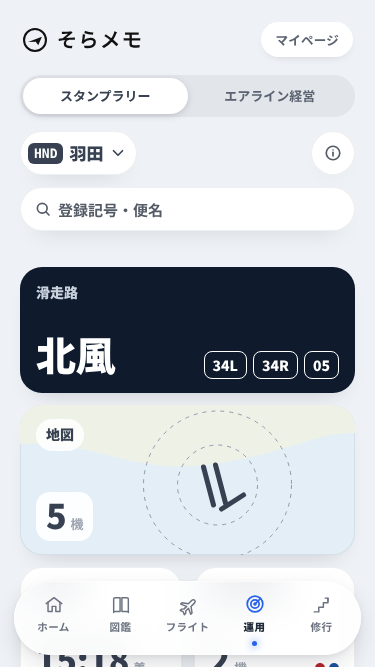 そらメモ
マイページ
スタンプラリー
エアライン経営
HND 羽田
登録記号・便名
滑走路
北風
34L 34R 05
地図
5 機
ホーム
図鑑
フライト
運用
修行